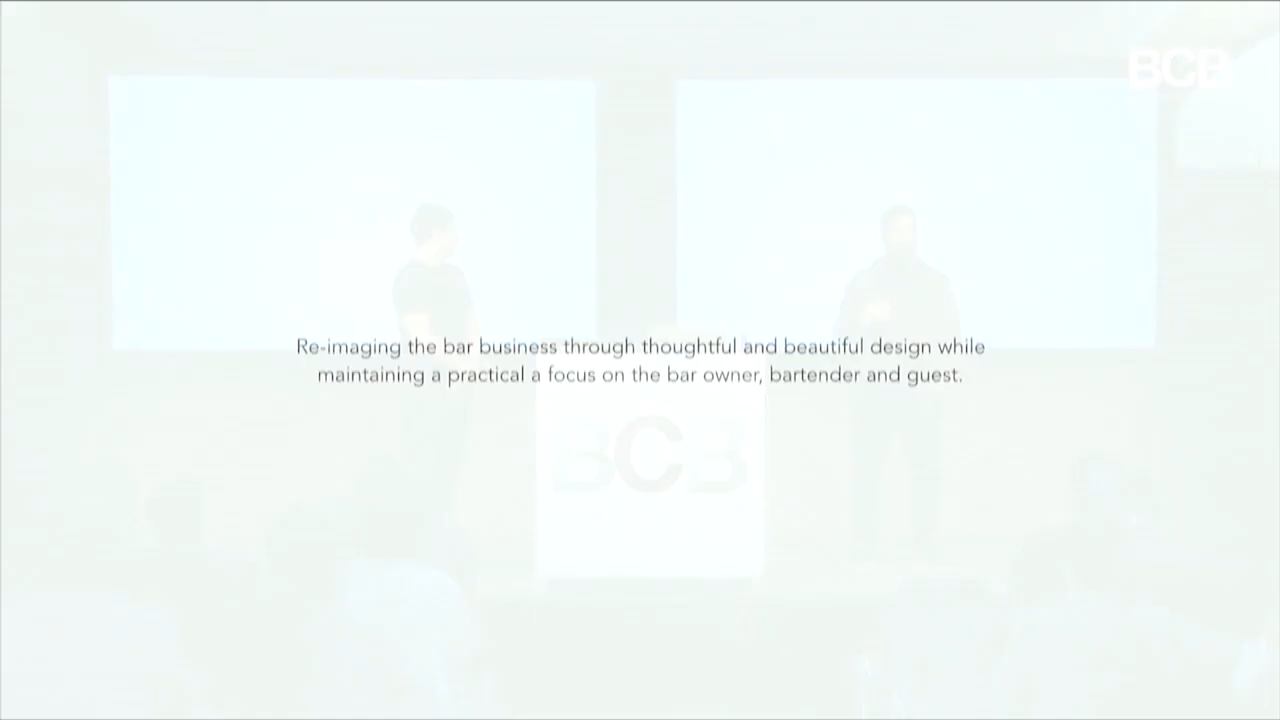 BCB
Re-imaging the bar business through thoughtful and beautiful design while
maintaining a practical a focus on the bar owner, bartender and guest.
BCB